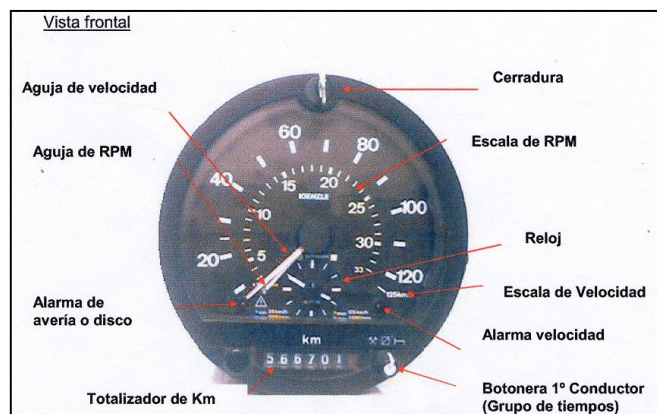 Vista frontal
Aguja de velocidad
Cerradura
Aguja de RPM
Escala de RPM
60
80
15
20
40
KIENZLE
10
25
100
Reloj
5
30
20
33
120
125km/h
Alarma de
avería o disco
Escala de Velocidad
Alarma velocidad
km
566701
Totalizador de Km
Botonera 1º Conductor
(Grupo de tiempos)